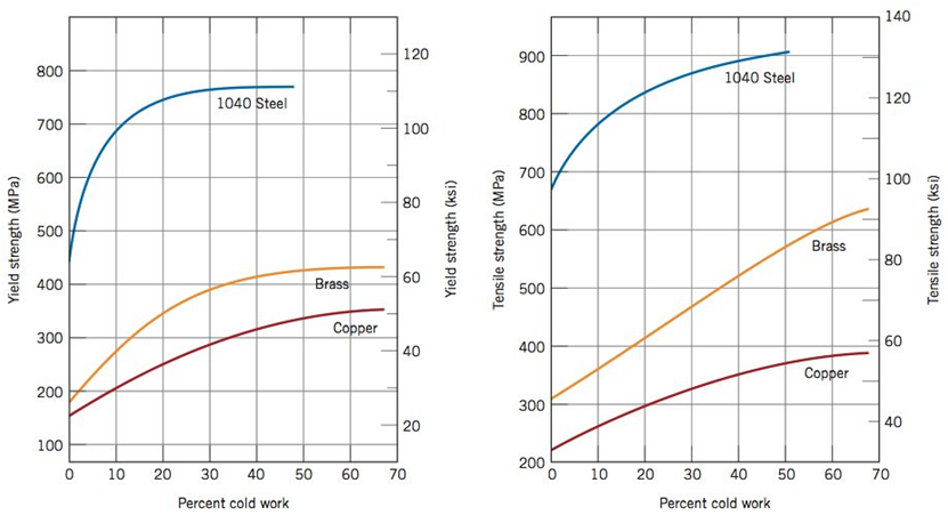 Yield strength (MPa)
800
700
600
500
400
300
200
100
0 10 20 30 40 50 60 70
Percent cold work
1040 Steel
Brass
Copper
120
100
80
60
40
20
Yield strength (ksi)
Tensile strength (MPa)
900
800
700
600
500
400
300
200
0 10 20 30 40 50 60 70
Percent cold work
1040 Steel
Brass
Copper
140
120
100
80
60
40
Tensile strength (ksi)